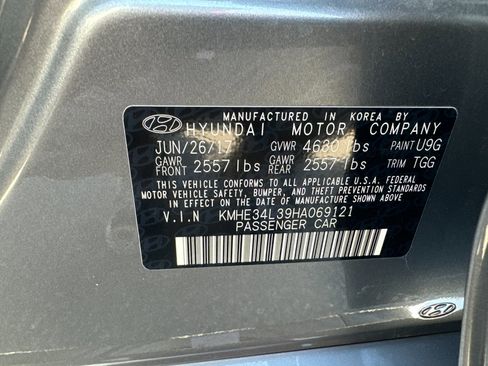 MANUFACTURED IN KOREA BY
HYUNDAI MOTOR COMPANY
JUN/26/17 GVWR 4680 lbs PAINT U9G
GAWR FRONT 2557 lbs GAWR REAR 2557 lbs TRIM TGG
THIS VEHICLE CONFORMS TO ALL APPLICABLE U.S.A. FEDERAL
MOTOR VEHICLE SAFETY, BUMPER, AND THEFT PREVENTION STANDARDS
IN EFFECT ON THE DATE OF MANUFACTURE SHOWN ABOVE.
V.I.N KMHE34L39HA069121
PASSENGER CAR